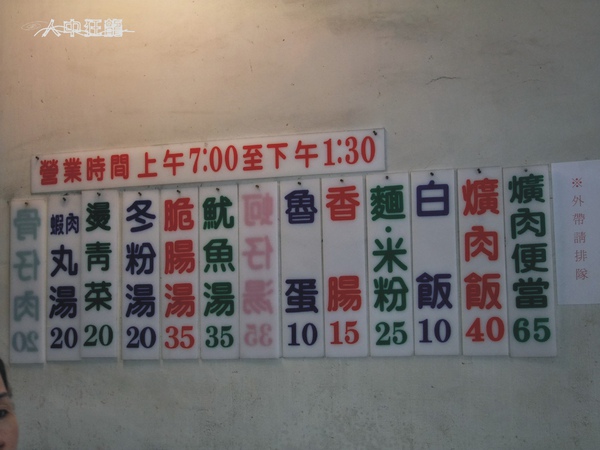 營業時間 上午7:00至下午1:30
※外帶請排隊
爌肉便當 65
爌肉飯 40
白飯 10
麵·米粉 25
香腸 15
魯蛋 10
蚵仔湯 35
魷魚湯 35
脆腸湯 35
冬粉湯 20
燙青菜 20
蝦肉丸湯 20
骨仔肉 20